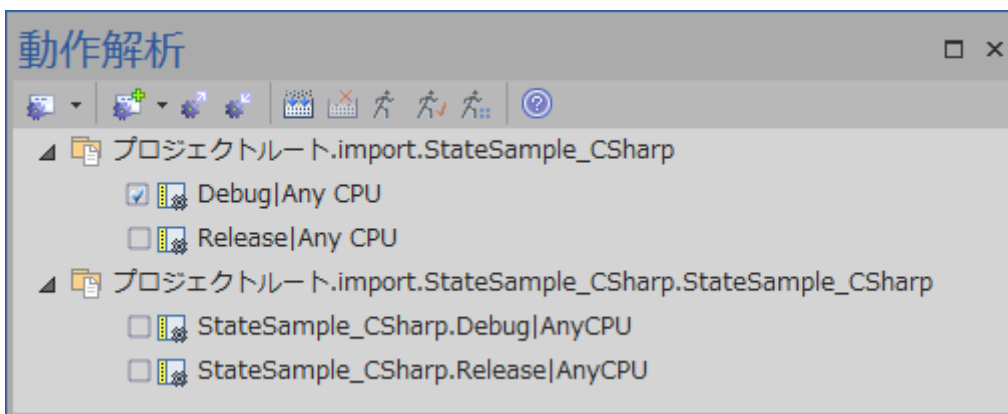 動作解析
プロジェクトルート.import.StateSample_CSharp
Debug|Any CPU
Release|Any CPU
プロジェクトルート.import.StateSample_CSharp.StateSample_CSharp
StateSample_CSharp.Debug|AnyCPU
StateSample_CSharp.Release|AnyCPU